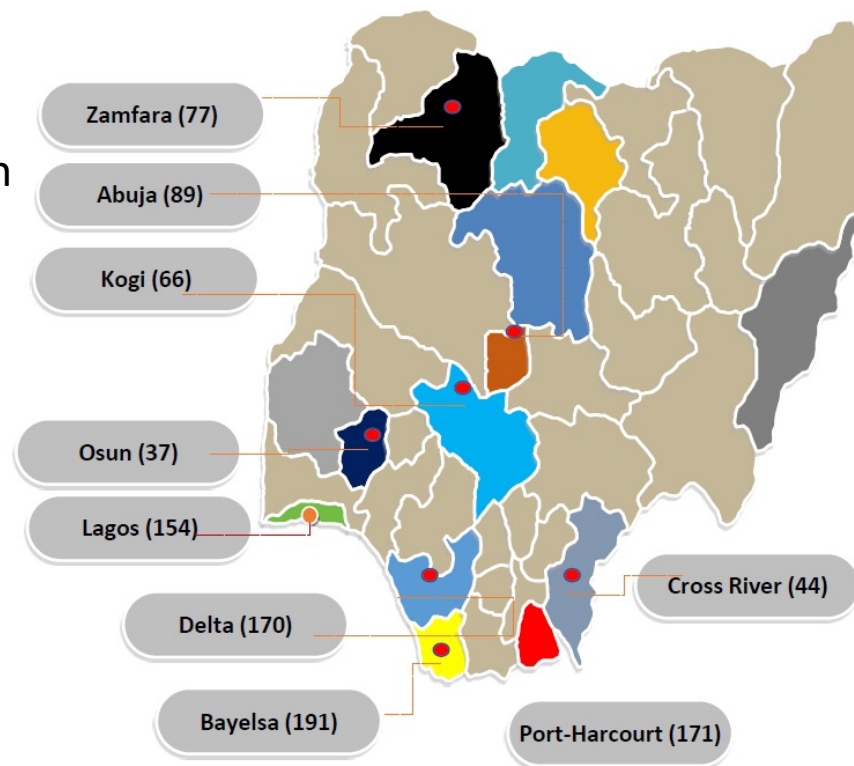 Zamfara (77)
n
Abuja (89)
Kogi (66)
Osun (37)
Lagos (154)
Cross River (44)
Delta (170)
Bayelsa (191)
Port-Harcourt (171)